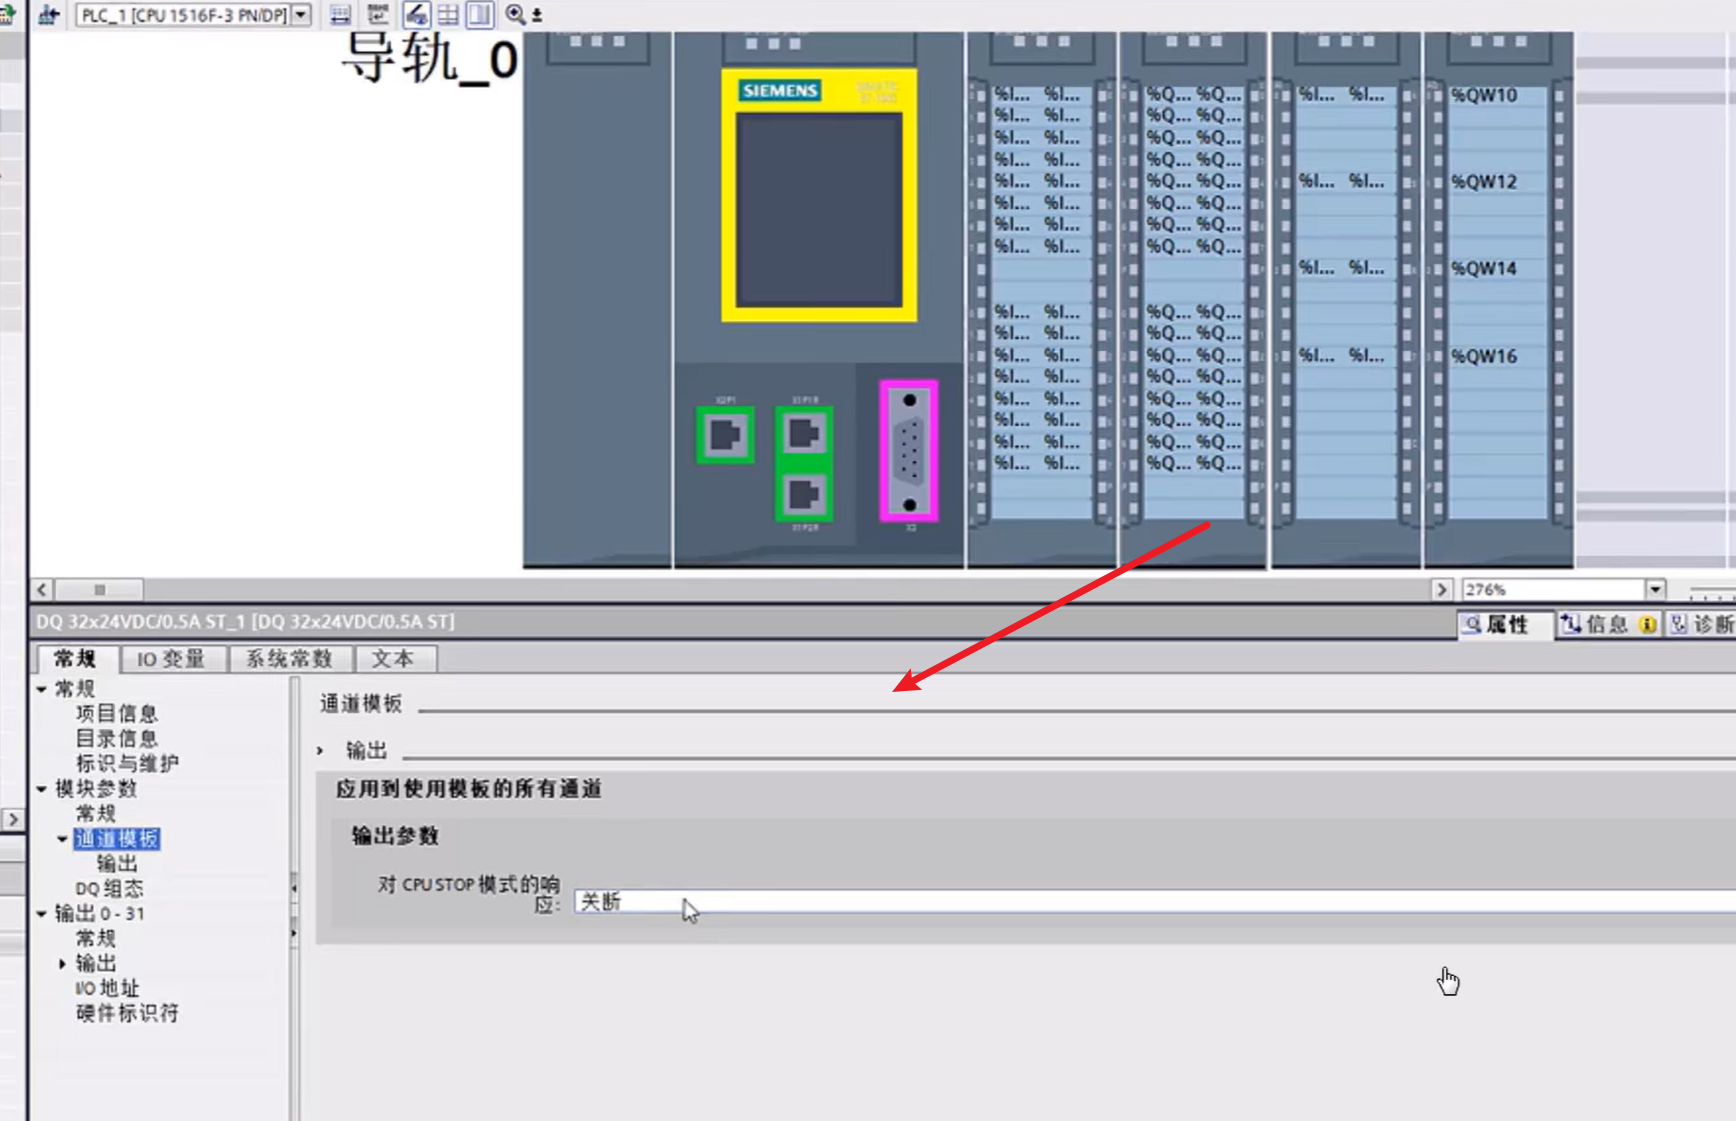 PLC_1 [CPU 1516F-3 PN/DP]
导轨_0
SIEMENS
%I... %I... %Q... %Q... %I... %I... %QW10
%I... %I... %Q... %Q...
%I... %I... %Q... %Q...
%I... %I... %Q... %Q...
%I... %I... %Q... %Q... %I... %I... %QW12
%I... %I... %Q... %Q...
%I... %I... %Q... %Q...
%I... %I... %Q... %Q...
%I... %I... %QW14
%I... %I... %Q... %Q...
%I... %I... %Q... %Q...
%I... %I... %Q... %Q... %I... %I... %QW16
%I... %I... %Q... %Q...
%I... %I... %Q... %Q...
%I... %I... %Q... %Q...
%I... %I... %Q... %Q...
%I... %I... %Q... %Q...
276%
DQ 32x24VDC/0.5A ST_1 [DQ 32x24VDC/0.5A ST]
属性 信息 诊断
常规 IO 变量 系统常数 文本
常规
项目信息
目录信息
标识与维护
模块参数
常规
通道模板
输出
DQ 组态
输出 0 - 31
常规
输出
I/O 地址
硬件标识符
通道模板
输出
应用到使用模板的所有通道
输出参数
对 CPU STOP 模式的响
应:
关断